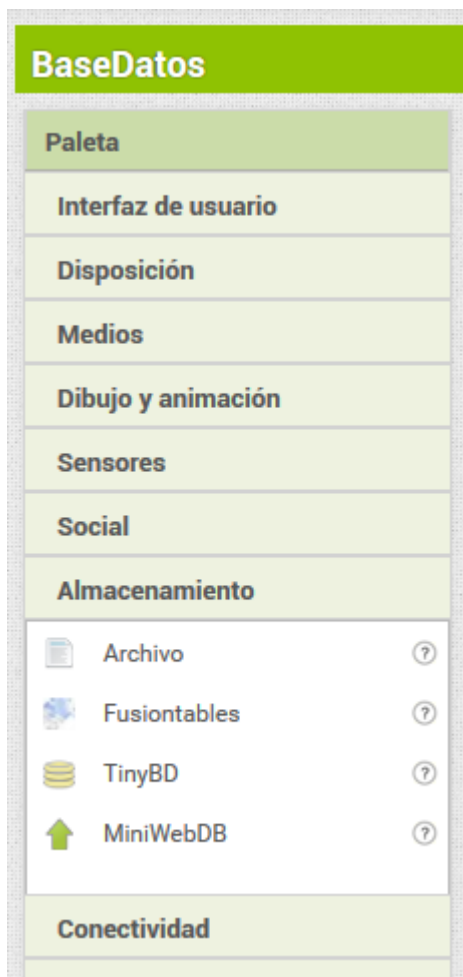 BaseDatos
Paleta
Interfaz de usuario
Disposición
Medios
Dibujo y animación
Sensores
Social
Almacenamiento
Archivo ?
Fusiontables ?
TinyBD ?
MiniWebDB ?
Conectividad